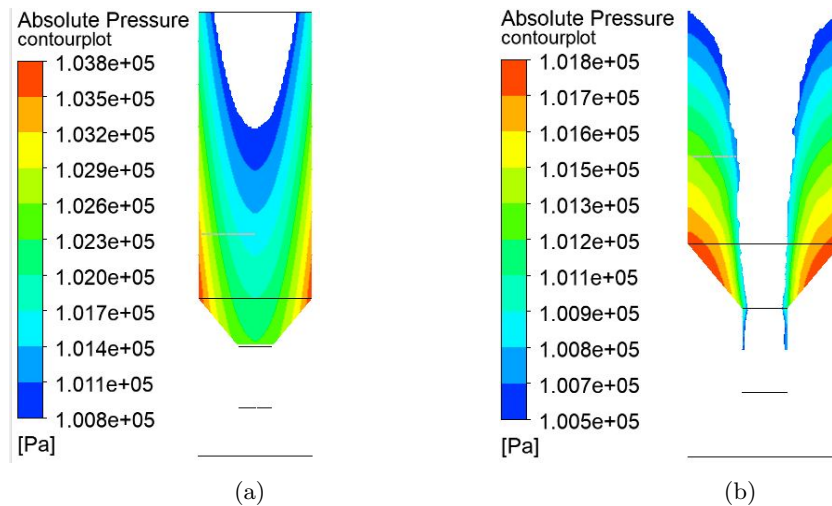 Absolute Pressure
contourplot
1.038e+05
1.035e+05
1.032e+05
1.029e+05
1.026e+05
1.023e+05
1.020e+05
1.017e+05
1.014e+05
1.011e+05
1.008e+05
[Pa]
(a)
Absolute Pressure
contourplot
1.018e+05
1.017e+05
1.016e+05
1.015e+05
1.013e+05
1.012e+05
1.011e+05
1.009e+05
1.008e+05
1.007e+05
1.005e+05
[Pa]
(b)